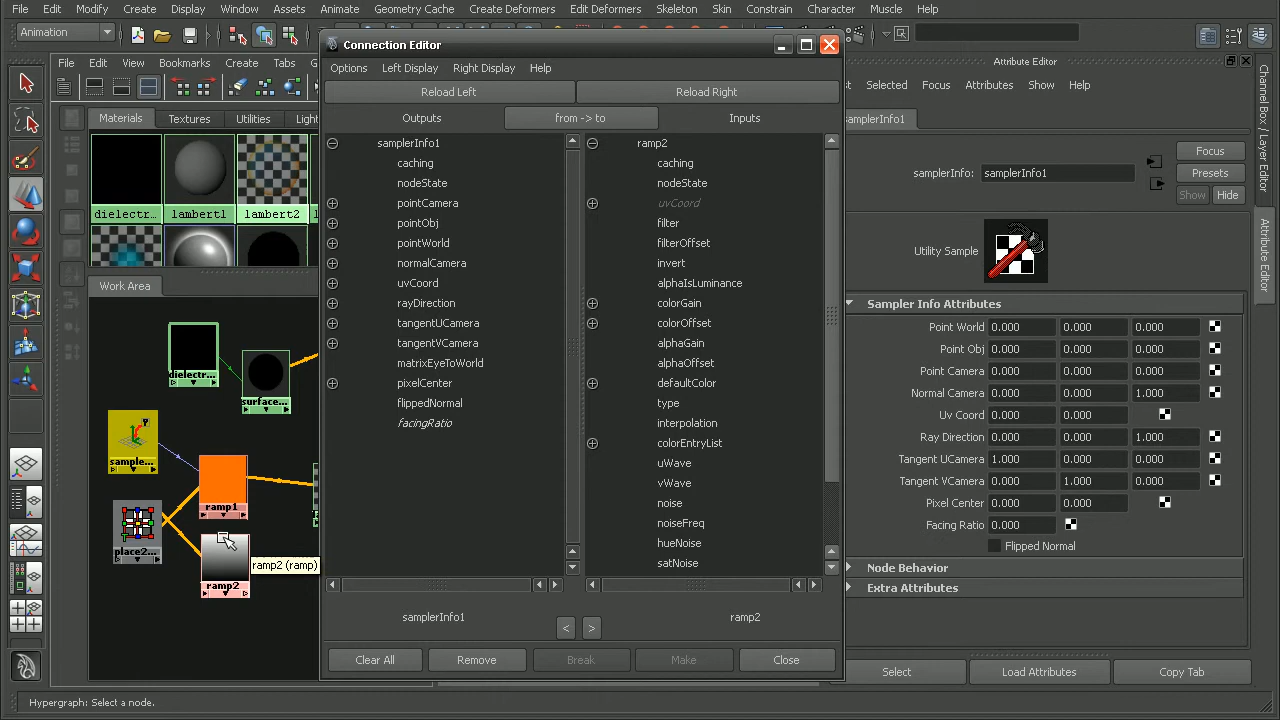 File Edit Modify Create Display Window Assets Animate Geometry Cache Create Deformers Edit Deformers Skeleton Skin Constrain Character Muscle Help
Animation
Connection Editor
Attribute Editor
File Edit View Bookmarks Create Tabs
Options Left Display Right Display Help
Selected Focus Attributes Show Help
Reload Left Reload Right
Materials Textures Utilities
Outputs from -> to Inputs
samplerInfo1
samplerInfo1 ramp2
Focus
caching caching
samplerInfo: samplerInfo1 Presets
nodeState nodeState
Show Hide
pointCamera uvCoord
dielectr... lambert1 lambert2
pointObj filter
pointWorld filterOffset
Utility Sample
normalCamera invert
uvCoord alphaIsLuminance
Work Area
rayDirection colorGain
Sampler Info Attributes
tangentUCamera colorOffset
Point World 0.000 0.000 0.000
tangentVCamera alphaGain
Point Obj 0.000 0.000 0.000
matrixEyeToWorld alphaOffset
Point Camera 0.000 0.000 0.000
dielectr...
pixelCenter defaultColor
Normal Camera 0.000 0.000 1.000
surface...
flippedNormal type
Uv Coord 0.000 0.000
facingRatio interpolation
Ray Direction 0.000 0.000 1.000
colorEntryList
Tangent UCamera 1.000 0.000 0.000
sample...
uWave
Tangent VCamera 0.000 1.000 0.000
vWave
Pixel Center 0.000 0.000
ramp1
noise
Facing Ratio 0.000
noiseFreq
Flipped Normal
place2...
hueNoise
ramp2 (ramp)
satNoise
Node Behavior
ramp2
Extra Attributes
samplerInfo1 ramp2
< >
Clear All Remove Break Make Close
Select Load Attributes Copy Tab
Hypergraph: Select a node.
Channel Box / Layer Editor
Attribute Editor